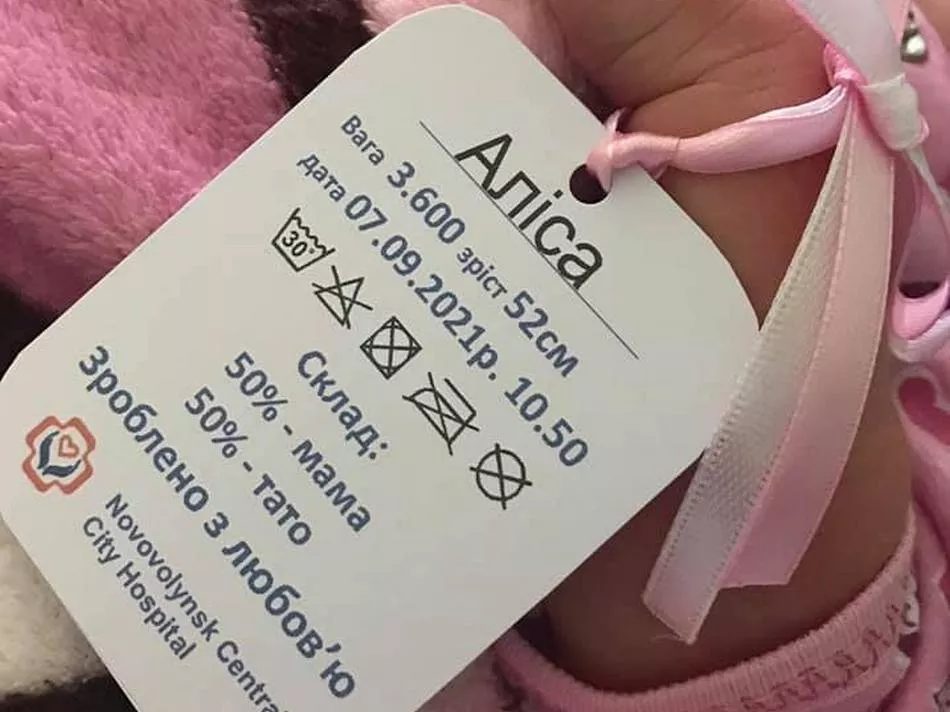 Аліса
Вага 3.600 зріст 52см
дата 07.09.2021р. 10.50
30°
Склад:
50% - мама
50% - тато
Зроблено з любов'ю
Novovolynsk Central
City Hospital